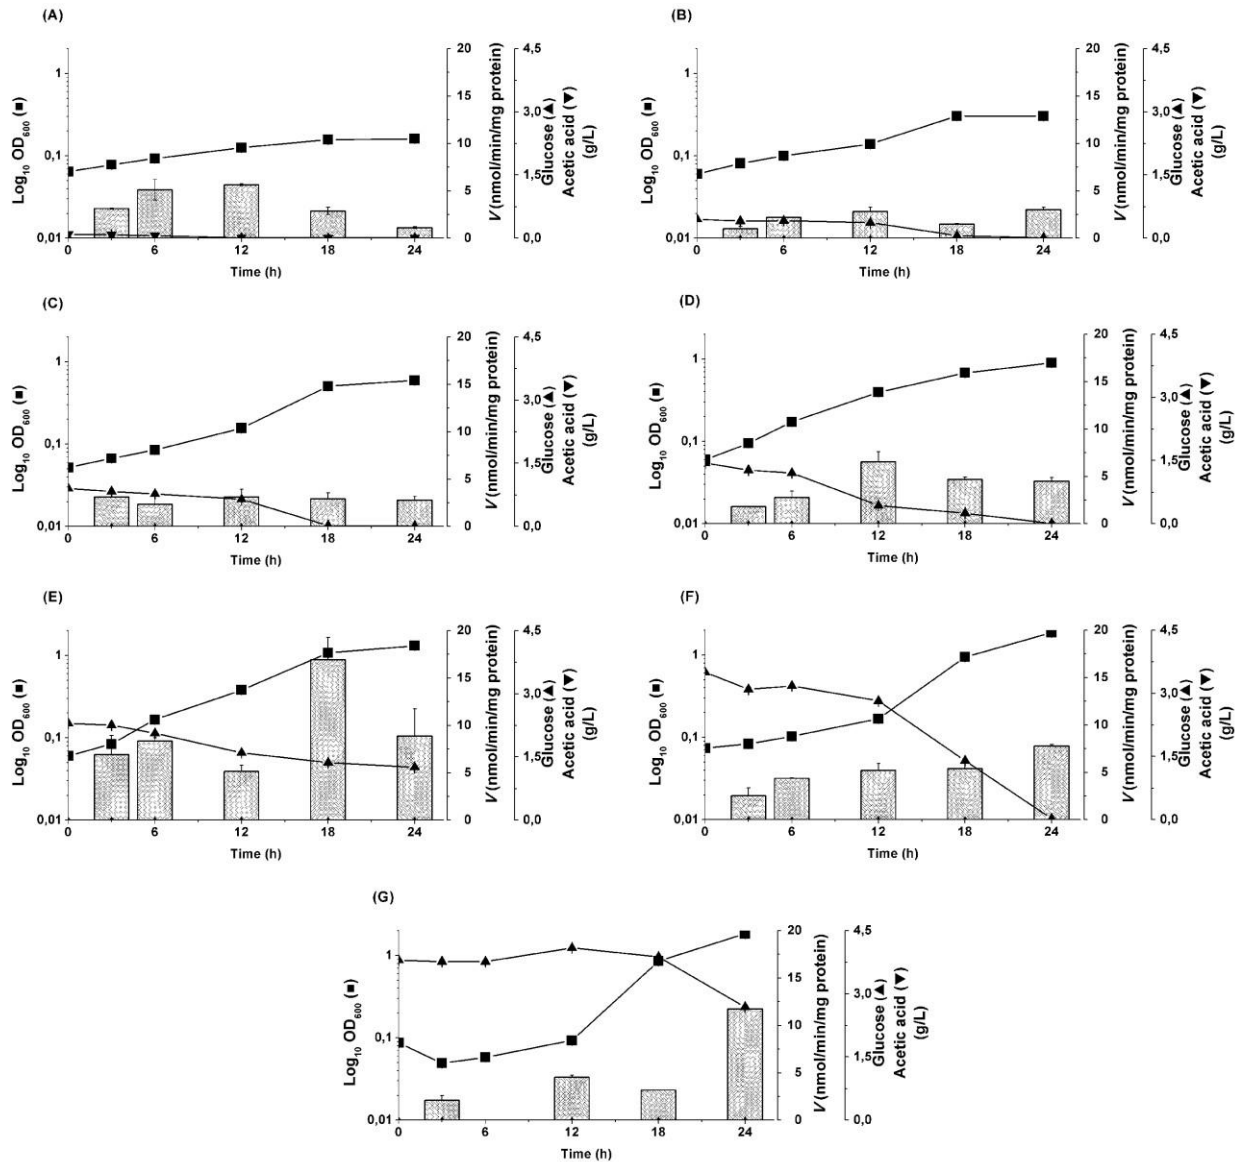 (A)
Log10 OD600 (■)
1
0,1
0,01
0 6 12 18 24
Time (h)
20
15
10
5
0
V (nmol/min/mg protein)
4,5
3,0
1,5
0,0
Glucose (▲)
Acetic acid (▼)
(g/L)
(B)
Log10 OD600 (■)
1
0,1
0,01
0 6 12 18 24
Time (h)
20
15
10
5
0
V (nmol/min/mg protein)
4,5
3,0
1,5
0,0
Glucose (▲)
Acetic acid (▼)
(g/L)
(C)
Log10 OD600 (■)
1
0,1
0,01
0 6 12 18 24
Time (h)
20
15
10
5
0
V (nmol/min/mg protein)
4,5
3,0
1,5
0,0
Glucose (▲)
Acetic acid (▼)
(g/L)
(D)
Log10 OD600 (■)
1
0,1
0,01
0 6 12 18 24
Time (h)
20
15
10
5
0
V (nmol/min/mg protein)
4,5
3,0
1,5
0,0
Glucose (▲)
Acetic acid (▼)
(g/L)
(E)
Log10 OD600 (■)
1
0,1
0,01
0 6 12 18 24
Time (h)
20
15
10
5
0
V (nmol/min/mg protein)
4,5
3,0
1,5
0,0
Glucose (▲)
Acetic acid (▼)
(g/L)
(F)
Log10 OD600 (■)
1
0,1
0,01
0 6 12 18 24
Time (h)
20
15
10
5
0
V (nmol/min/mg protein)
4,5
3,0
1,5
0,0
Glucose (▲)
Acetic acid (▼)
(g/L)
(G)
Log10 OD600 (■)
1
0,1
0,01
0 6 12 18 24
Time (h)
20
15
10
5
0
V (nmol/min/mg protein)
4,5
3,0
1,5
0,0
Glucose (▲)
Acetic acid (▼)
(g/L)